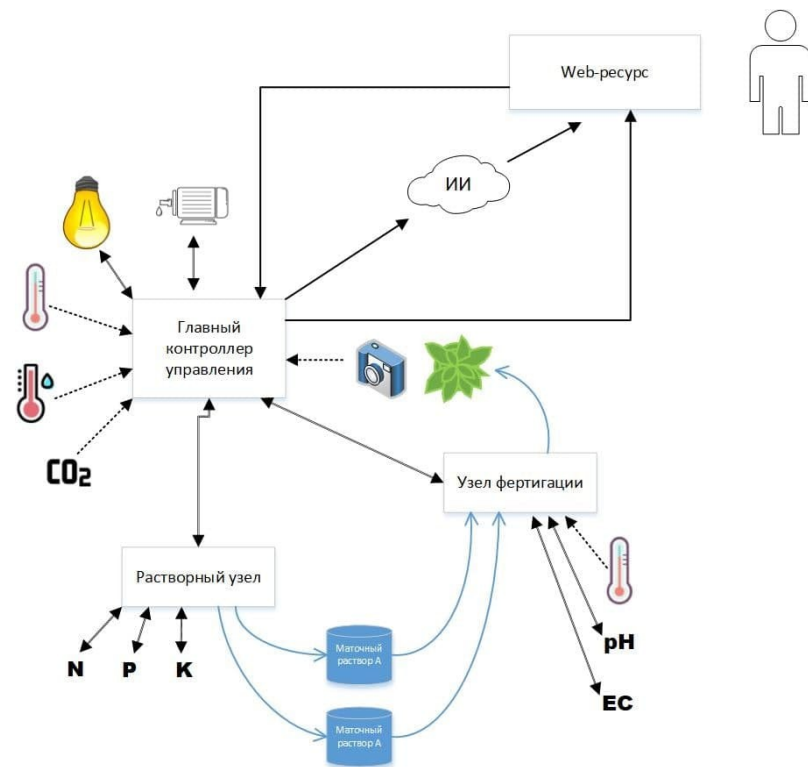 Web-ресурс
ИИ
Главный
контроллер
управления
CO₂
Узел фертигации
Растворный узел
N
P
K
Маточный
раствор А
Маточный
раствор А
pH
EC